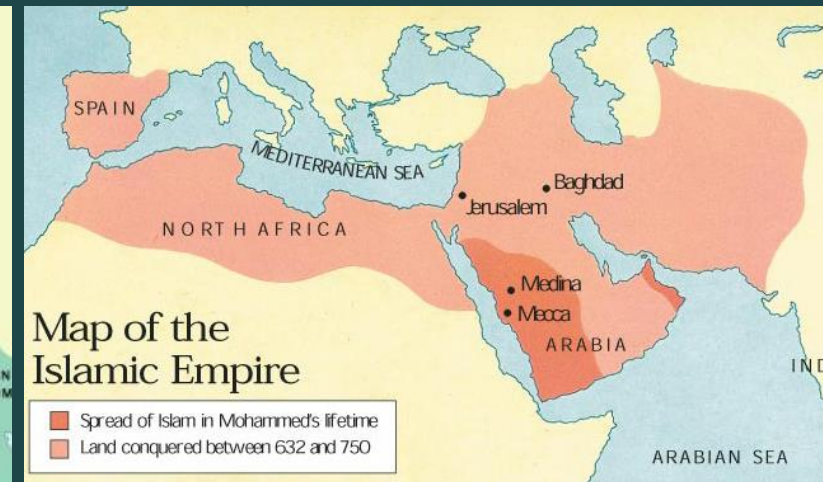 SPAIN
MEDITERRANEAN SEA
Baghdad
Jerusalem
NORTH AFRICA
Medina
Mecca
ARABIA
Map of the
Islamic Empire
IND
Spread of Islam in Mohammed's lifetime
Land conquered between 632 and 750
ARABIAN SEA
N
M